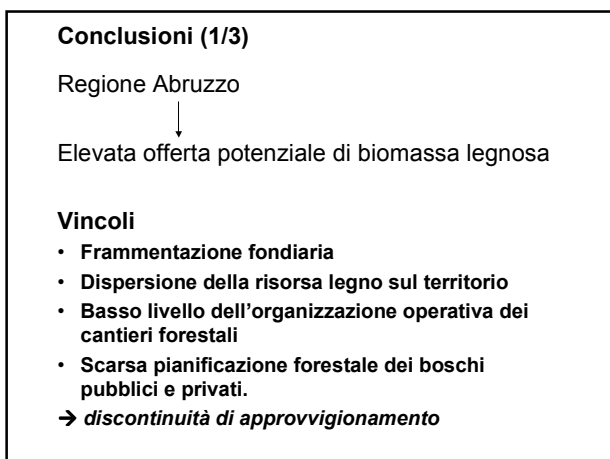 Conclusioni (1/3)
Regione Abruzzo
Elevata offerta potenziale di biomassa legnosa
Vincoli
• Frammentazione fondiaria
• Dispersione della risorsa legno sul territorio
• Basso livello dell'organizzazione operativa dei
cantieri forestali
• Scarsa pianificazione forestale dei boschi
pubblici e privati.
➔ discontinuità di approvvigionamento